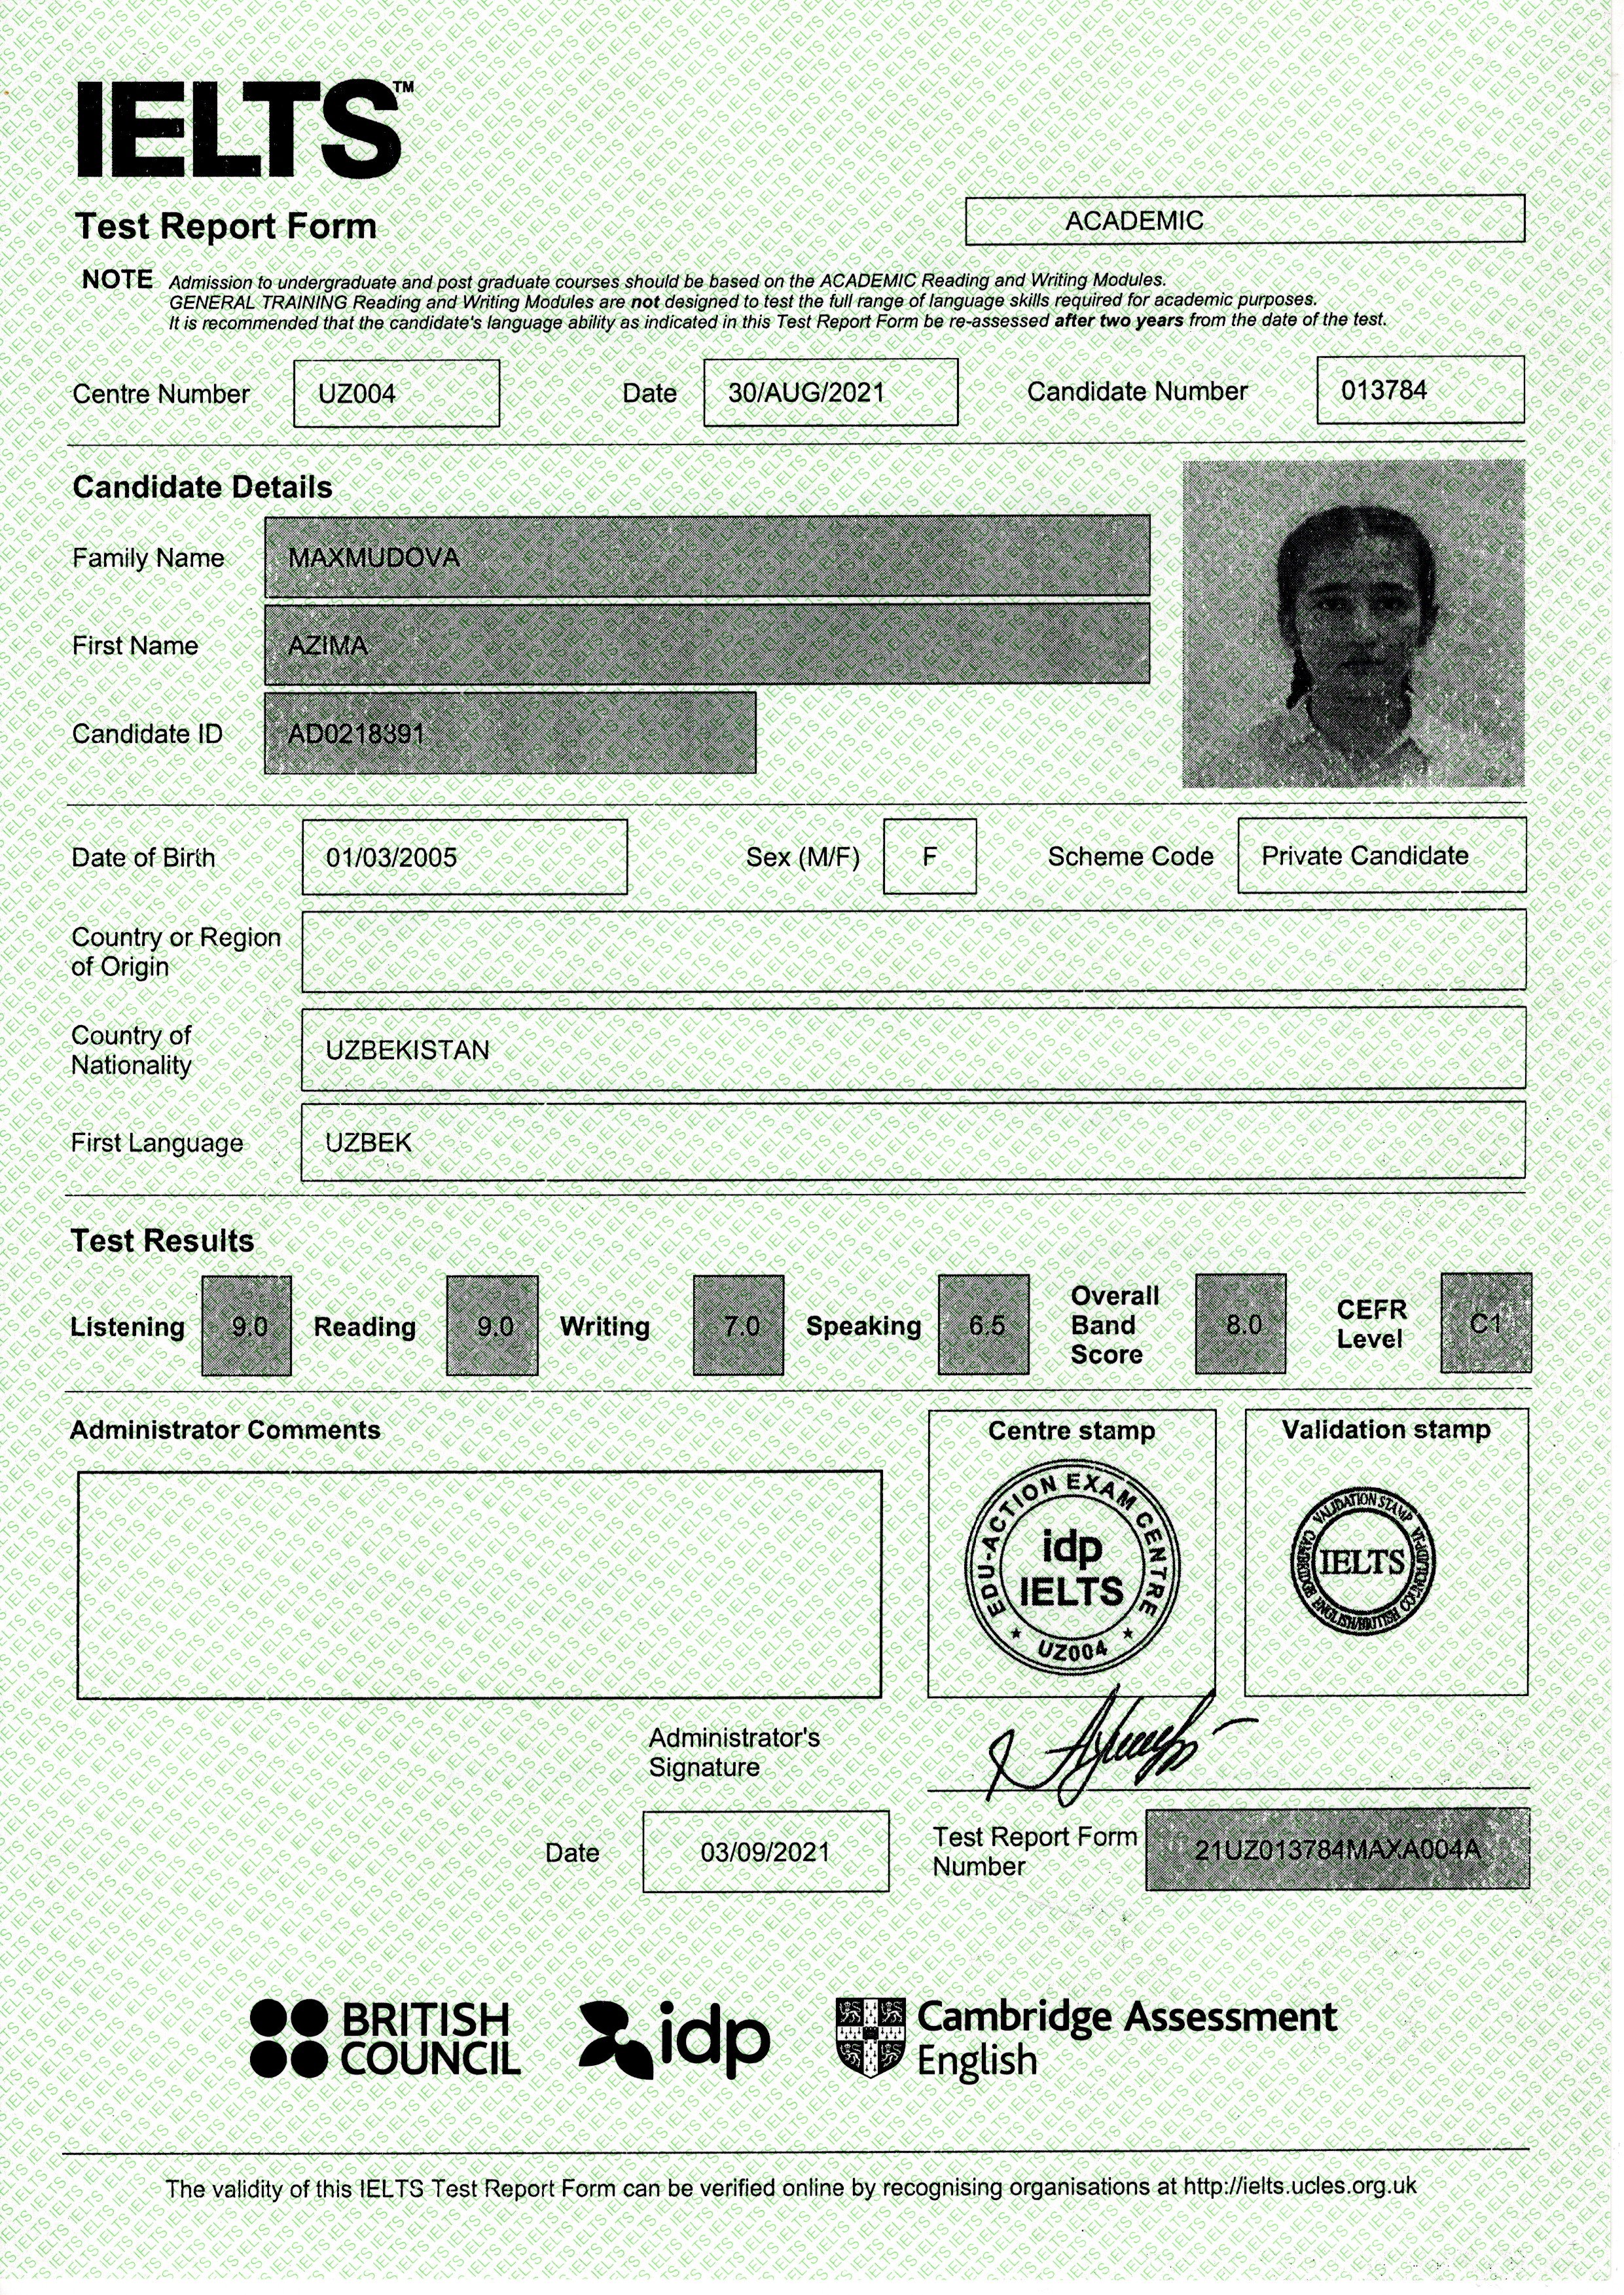 IELTS™
Test Report Form
ACADEMIC
NOTE Admission to undergraduate and post graduate courses should be based on the ACADEMIC Reading and Writing Modules.
GENERAL TRAINING Reading and Writing Modules are not designed to test the full range of language skills required for academic purposes.
It is recommended that the candidate's language ability as indicated in this Test Report Form be re-assessed after two years from the date of the test.
Centre Number UZ004 Date 30/AUG/2021 Candidate Number 013784
Candidate Details
Family Name MAXMUDOVA
First Name AZIMA
Candidate ID AD0218391
Date of Birth 01/03/2005 Sex (M/F) F Scheme Code Private Candidate
Country or Region
of Origin
Country of
Nationality
UZBEKISTAN
First Language UZBEK
Test Results
Listening 9.0 Reading 9.0 Writing 7.0 Speaking 6.5 Overall Band Score 8.0 CEFR Level C1
Administrator Comments
Centre stamp
EDU-ACTION EXAM CENTRE
idp
IELTS
★ UZ004 ★
Validation stamp
VALIDATION STAMP
IELTS
CAMBRIDGE ENGLISH/BRITISH COUNCIL/IDP:IA
Administrator's
Signature
Date 03/09/2021
Test Report Form
Number
21UZ013784MAXA004A
BRITISH
COUNCIL
idp
Cambridge Assessment
English
The validity of this IELTS Test Report Form can be verified online by recognising organisations at http://ielts.ucles.org.uk